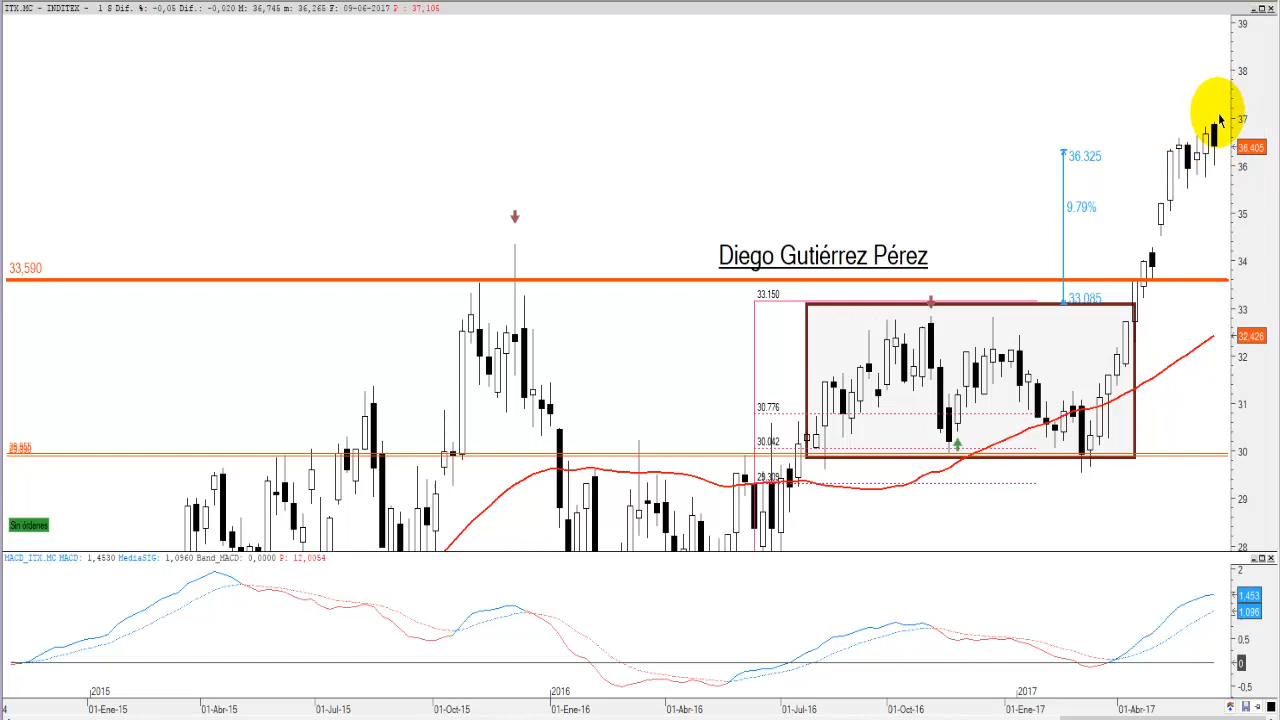 ITX.MC - INDITEX - 1 S Dif. %: -0,05 Dif.: -0,020 M: 36,745 m: 36,265 F: 09-06-2017 P : 37,105
39
38
37
36.405
36
36.325
9.79%
35
34
Diego Gutiérrez Pérez
33,590
33.150
33.085
33
32.426
32
31
30.776
30.042
30
29.309
29
28
Sin órdenes
MACD_ITX.MC MACD: 1,4530 MediaSIG: 1,0960 Band_MACD: 0,0000 P: 12,0054
2
1,453
1,096
0.5
0
-0,5
2015
2016
2017
4
01-Ene-15
01-Abr-15
01-Jul-15
01-Oct-15
01-Ene-16
01-Abr-16
01-Jul-16
01-Oct-16
01-Ene-17
01-Abr-17